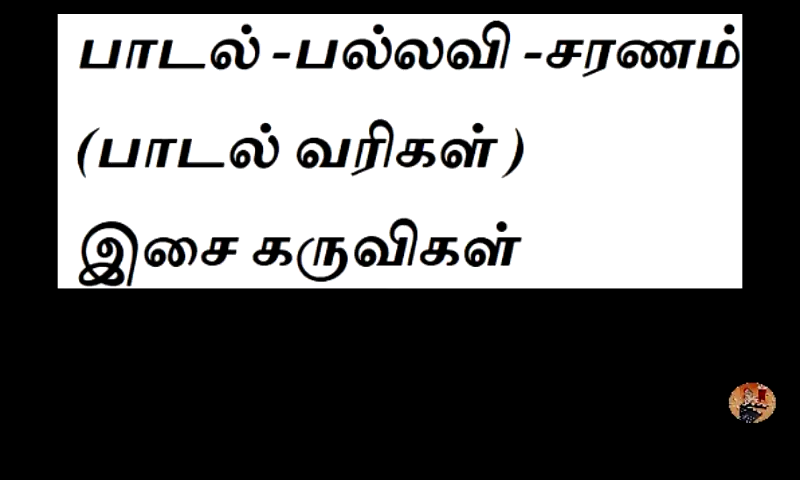 பாடல் -பல்லவி -சரணம்
(பாடல் வரிகள் )
இசை கருவிகள்